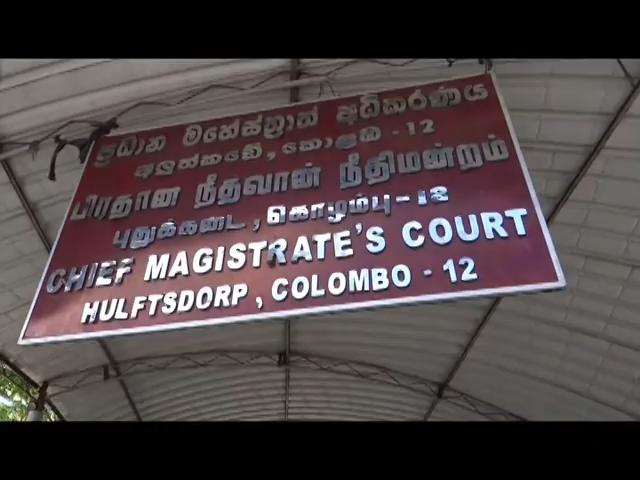 ප්‍රධාන මහේස්ත්‍රාත් අධිකරණය
අලුත්කඩේ, කොළඹ - 12
பிரதான நீதவான் நீதிமன்றம்
புதுக்கடை, கொழும்பு - 12
CHIEF MAGISTRATE'S COURT
HULFTSDORP, COLOMBO - 12